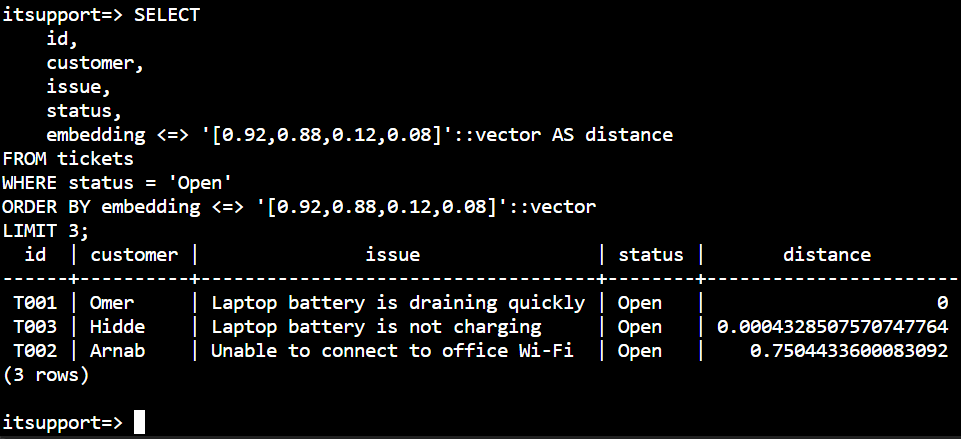 itsupport=> SELECT
    id,
    customer,
    issue,
    status,
    embedding <=> '[0.92,0.88,0.12,0.08]'::vector AS distance
FROM tickets
WHERE status = 'Open'
ORDER BY embedding <=> '[0.92,0.88,0.12,0.08]'::vector
LIMIT 3;
  id  | customer |               issue                | status |       distance
------+----------+------------------------------------+--------+-----------------------
 T001 | Omer     | Laptop battery is draining quickly | Open   |                     0
 T003 | Hidde    | Laptop battery is not charging     | Open   | 0.0004328507570747764
 T002 | Arnab    | Unable to connect to office Wi-Fi  | Open   |    0.7504433600083092
(3 rows)
itsupport=>